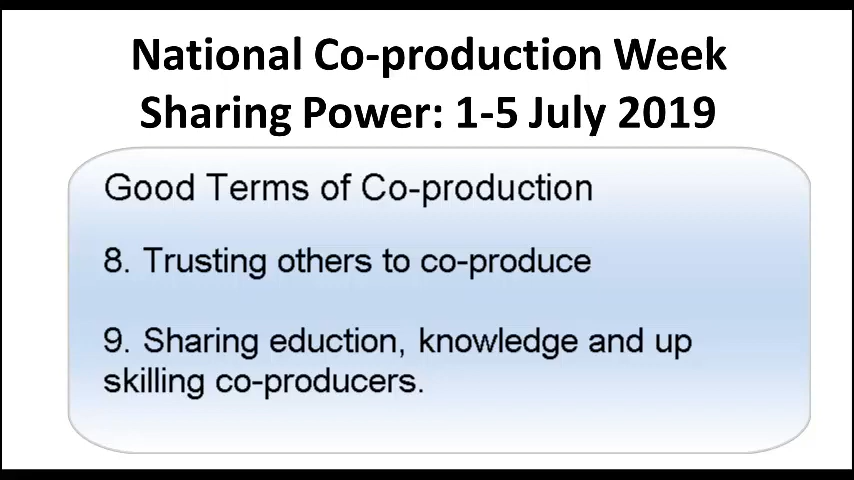 National Co-production Week
Sharing Power: 1-5 July 2019
Good Terms of Co-production
8. Trusting others to co-produce
9. Sharing eduction, knowledge and up
skilling co-producers.